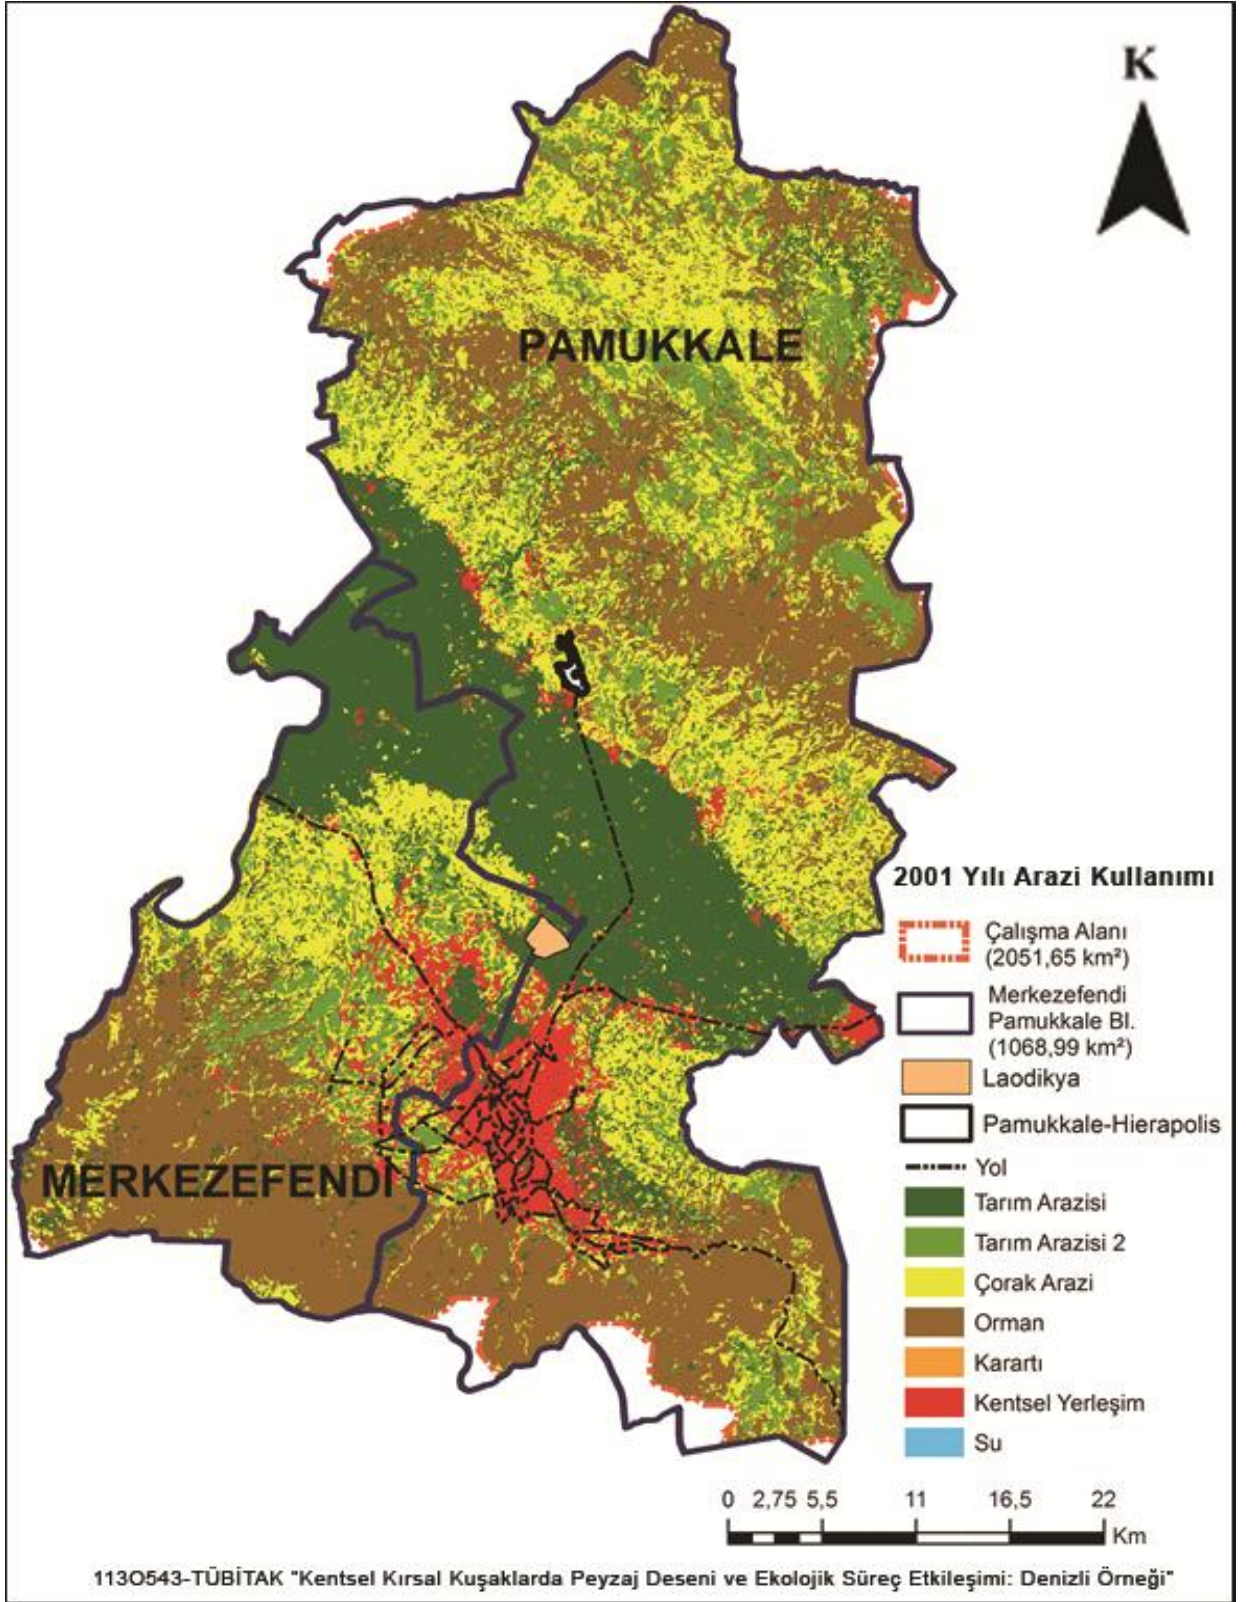 K
PAMUKKALE
MERKEZEFENDİ
2001 Yılı Arazi Kullanımı
Çalışma Alanı
(2051,65 km²)
Merkezefendi
Pamukkale Bl.
(1068,99 km²)
Laodikya
Pamukkale-Hierapolis
Yol
Tarım Arazisi
Tarım Arazisi 2
Çorak Arazi
Orman
Karartı
Kentsel Yerleşim
Su
0 2,75 5,5 11 16,5 22
Km
113O543-TÜBİTAK "Kentsel Kırsal Kuşaklarda Peyzaj Deseni ve Ekolojik Süreç Etkileşimi: Denizli Örneği"